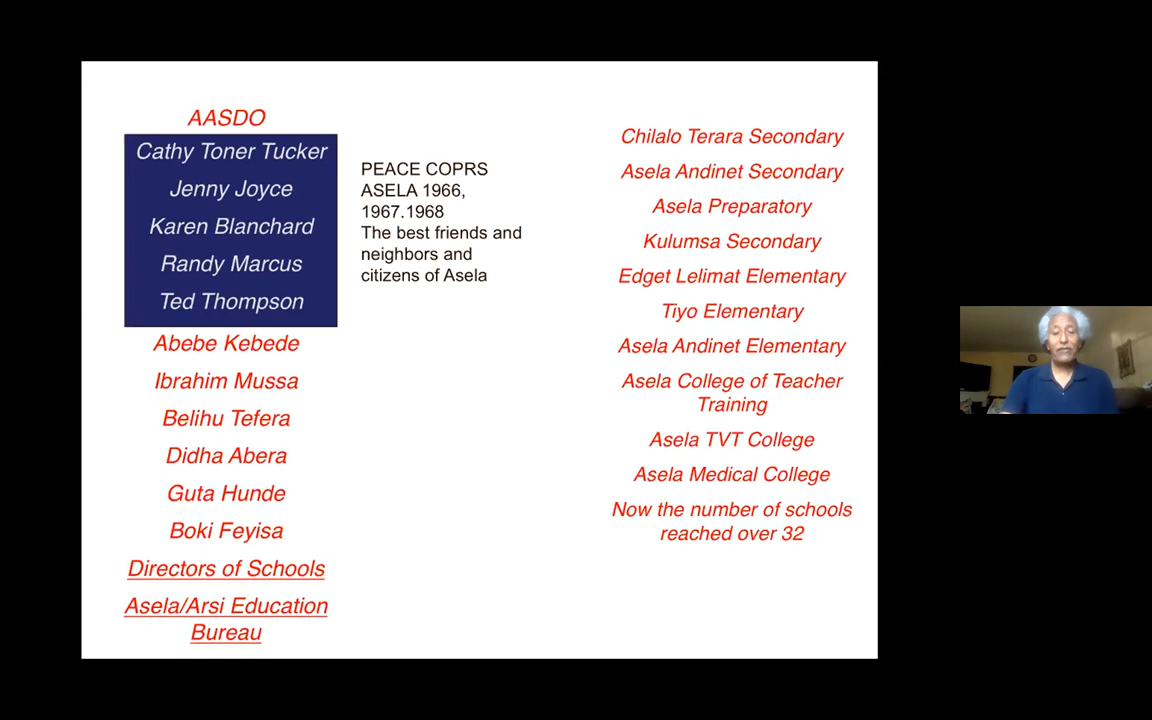 AASDO
Cathy Toner Tucker
Jenny Joyce
Karen Blanchard
Randy Marcus
Ted Thompson
Abebe Kebede
Ibrahim Mussa
Belihu Tefera
Didha Abera
Guta Hunde
Boki Feyisa
Directors of Schools
Asela/Arsi Education
Bureau
PEACE COPRS
ASELA 1966,
1967.1968
The best friends and
neighbors and
citizens of Asela
Chilalo Terara Secondary
Asela Andinet Secondary
Asela Preparatory
Kulumsa Secondary
Edget Lelimat Elementary
Tiyo Elementary
Asela Andinet Elementary
Asela College of Teacher
Training
Asela TVT College
Asela Medical College
Now the number of schools
reached over 32